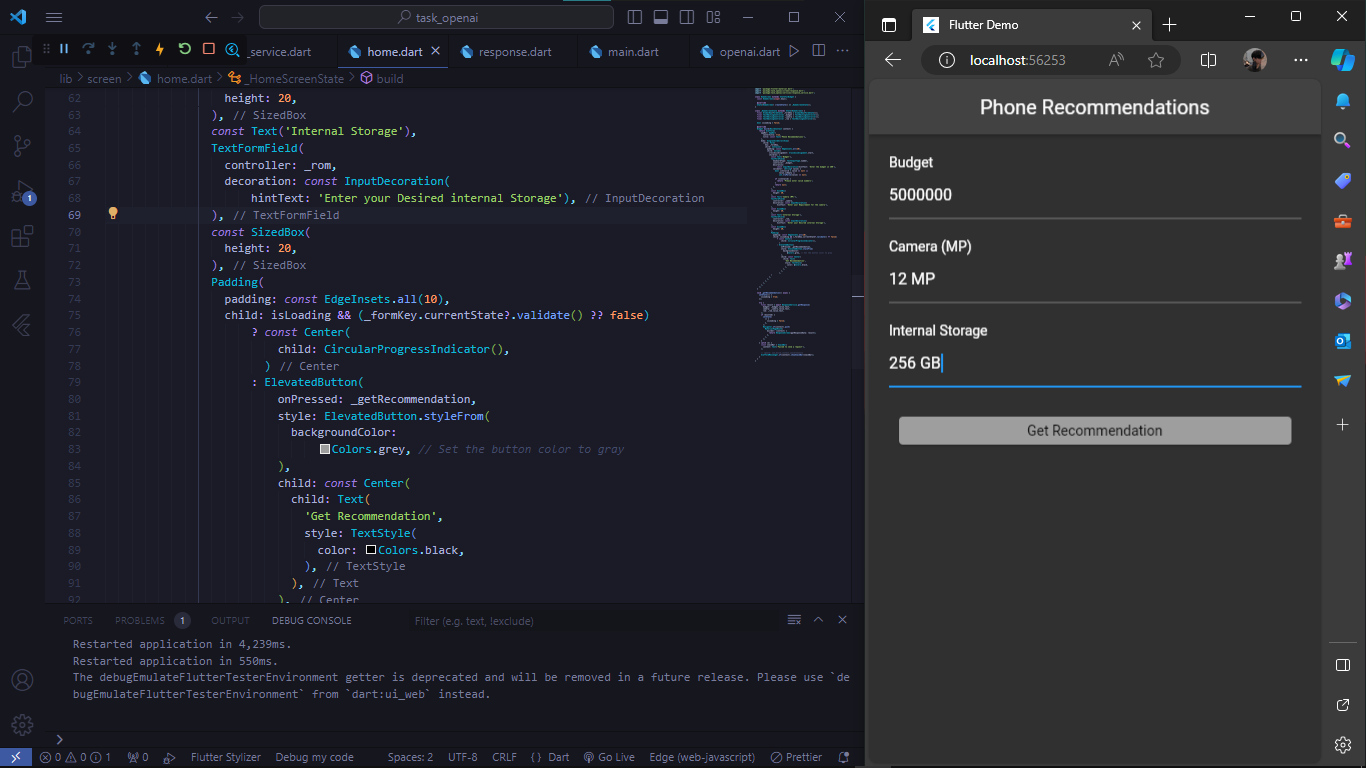 task_openai
_service.dart
home.dart
response.dart
main.dart
openai.dart
lib > screen > home.dart > _HomeScreenState > build
62 height: 20,
63 ), // SizedBox
64 const Text('Internal Storage'),
65 TextFormField(
66 controller: _rom,
67 decoration: const InputDecoration(
68 hintText: 'Enter your Desired internal Storage'), // InputDecoration
69 ), // TextFormField
70 const SizedBox(
71 height: 20,
72 ), // SizedBox
73 Padding(
74 padding: const EdgeInsets.all(10),
75 child: isLoading && (_formKey.currentState?.validate() ?? false)
76 ? const Center(
77 child: CircularProgressIndicator(),
78 ) // Center
79 : ElevatedButton(
80 onPressed: _getRecommendation,
81 style: ElevatedButton.styleFrom(
82 backgroundColor:
83 Colors.grey, // Set the button color to gray
84 ),
85 child: const Center(
86 child: Text(
87 'Get Recommendation',
88 style: TextStyle(
89 color: Colors.black,
90 ), // TextStyle
91 ), // Text
92 ), // Center
1
PORTS
PROBLEMS 1
OUTPUT
DEBUG CONSOLE
Filter (e.g. text, !exclude)
Restarted application in 4,239ms.
Restarted application in 550ms.
The debugEmulateFlutterTesterEnvironment getter is deprecated and will be removed in a future release. Please use `de
bugEmulateFlutterTesterEnvironment` from `dart:ui_web` instead.
0 0 1
0
Flutter Stylizer
Debug my code
Spaces: 2
UTF-8
CRLF
{ } Dart
Go Live
Edge (web-javascript)
Prettier
Flutter Demo
localhost:56253
Phone Recommendations
Budget
5000000
Camera (MP)
12 MP
Internal Storage
256 GB
Get Recommendation